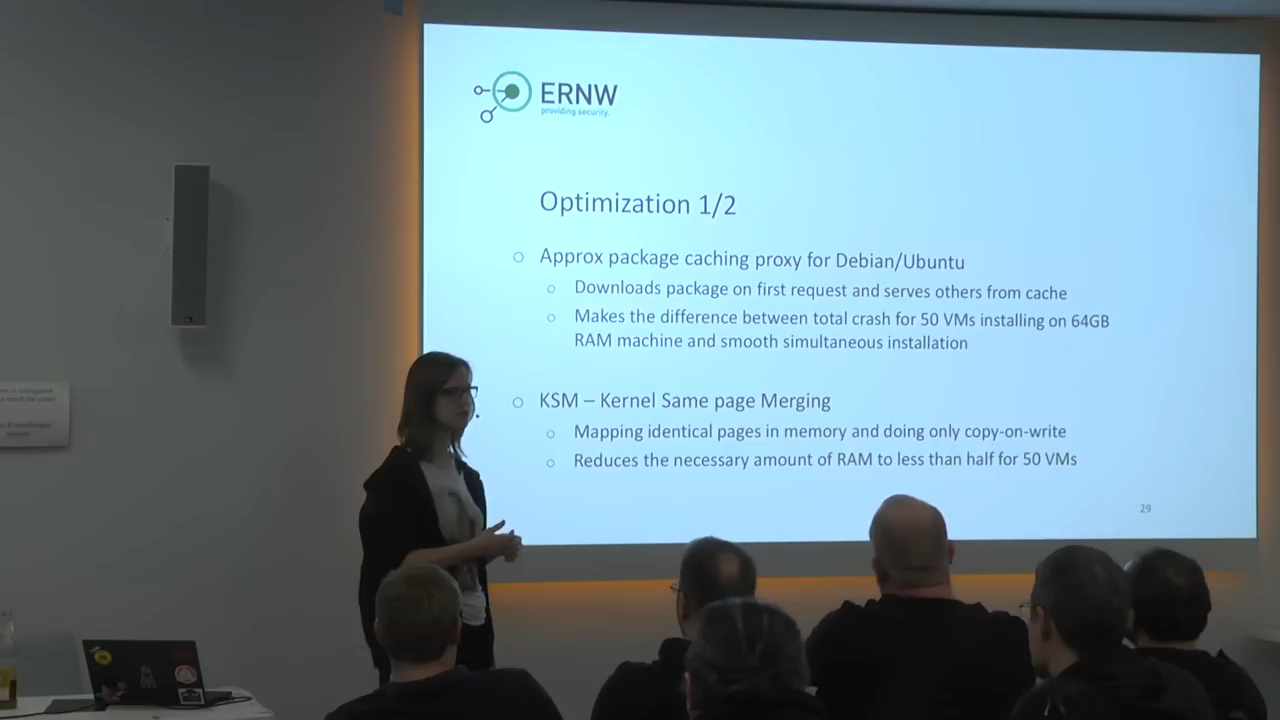 ERNW
providing security.
Optimization 1/2
Approx package caching proxy for Debian/Ubuntu
Downloads package on first request and serves others from cache
Makes the difference between total crash for 50 VMs installing on 64GB
RAM machine and smooth simultaneous installation
KSM – Kernel Same page Merging
Mapping identical pages in memory and doing only copy-on-write
Reduces the necessary amount of RAM to less than half for 50 VMs
29